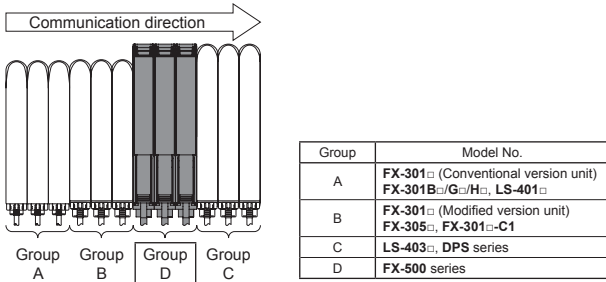 Communication direction
Group A
Group B
Group D
Group C
Group Model No.
A FX-301□ (Conventional version unit)
FX-301B□/G□/H□, LS-401□
B FX-301□ (Modified version unit)
FX-305□, FX-301□-C1
C LS-403□, DPS series
D FX-500 series